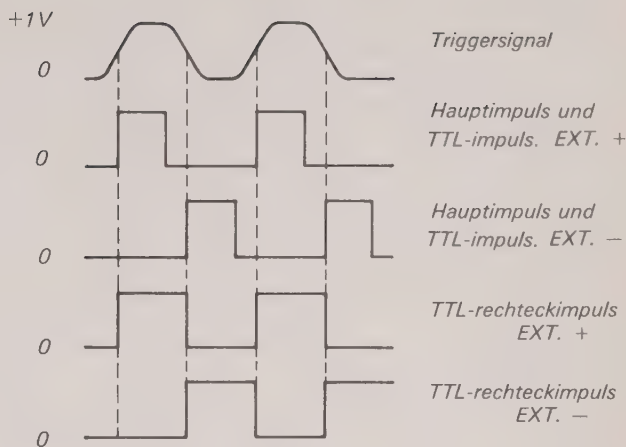 +1V
0
Triggersignal
0
Hauptimpuls und
TTL-impuls. EXT. +
0
Hauptimpuls und
TTL-impuls. EXT. —
0
TTL-rechteckimpuls
EXT. +
0
TTL-rechteckimpuls
EXT. —